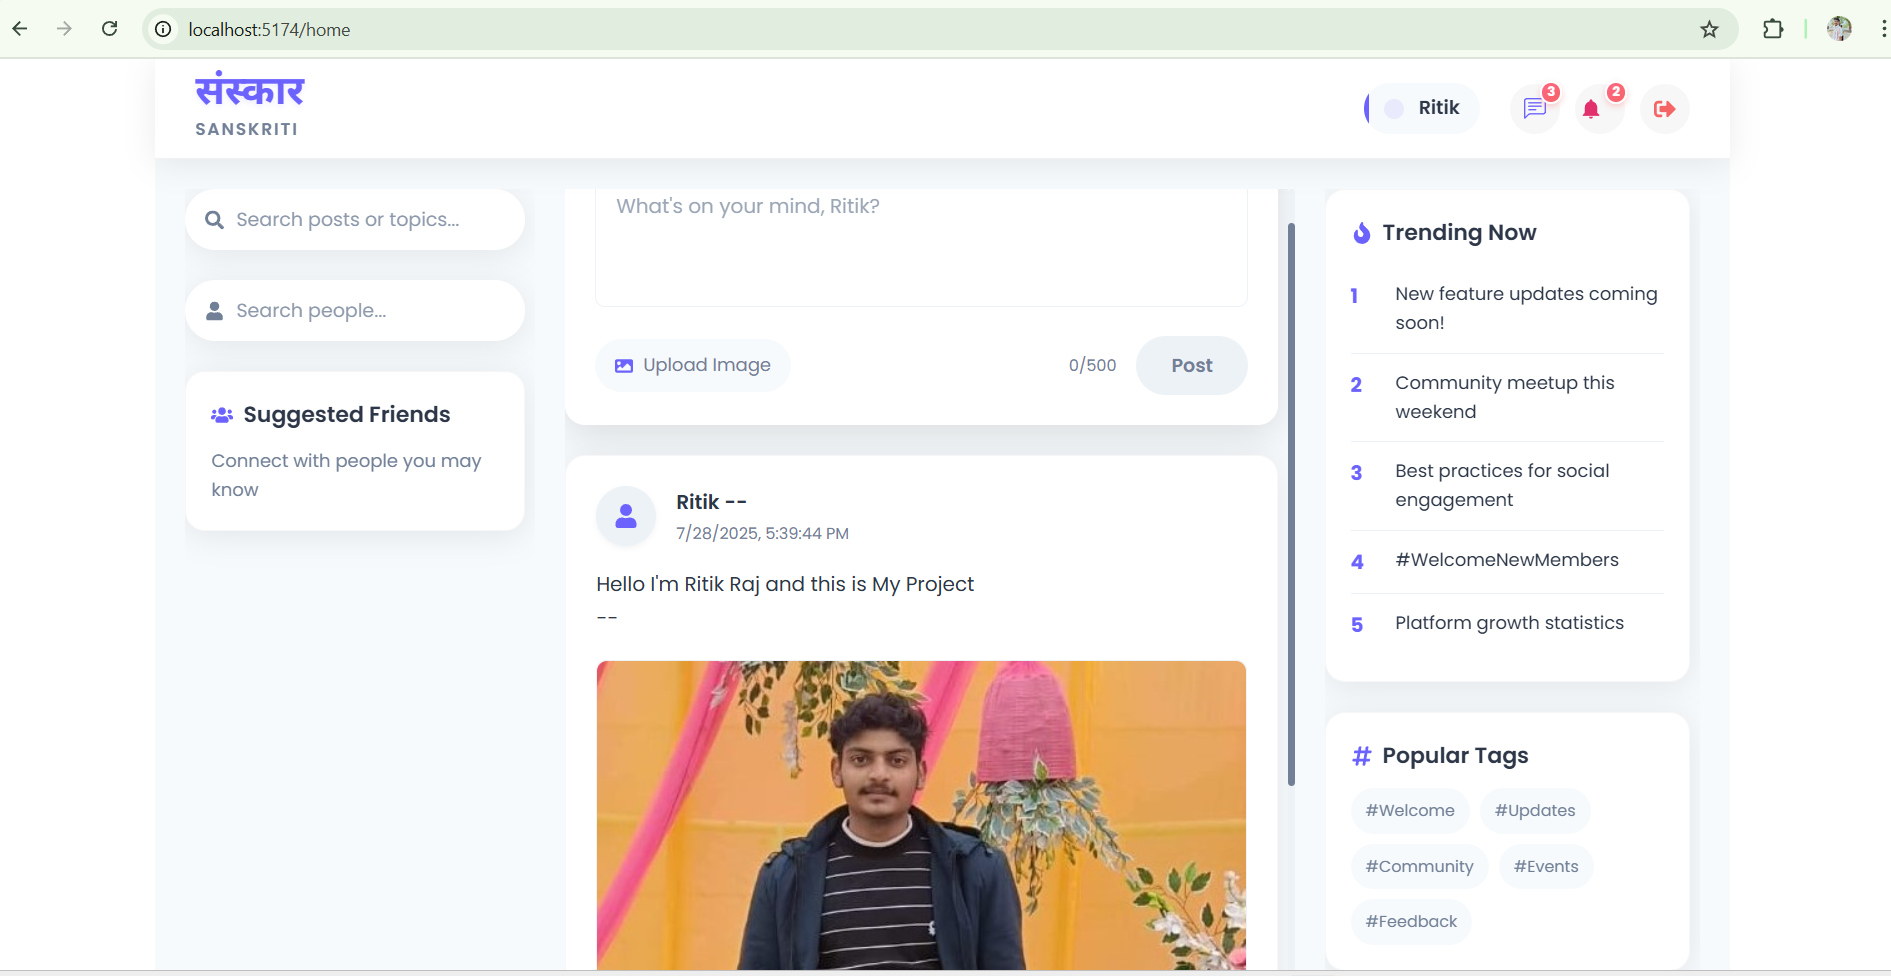 localhost:5174/home
संस्कार
SANSKRITI
Ritik
3
2
Search posts or topics...
Search people...
Suggested Friends
Connect with people you may
know
What's on your mind, Ritik?
Upload Image
0/500
Post
Ritik --
7/28/2025, 5:39:44 PM
Hello I'm Ritik Raj and this is My Project
--
Trending Now
1 New feature updates coming
soon!
2 Community meetup this
weekend
3 Best practices for social
engagement
4 #WelcomeNewMembers
5 Platform growth statistics
Popular Tags
#Welcome #Updates
#Community #Events
#Feedback